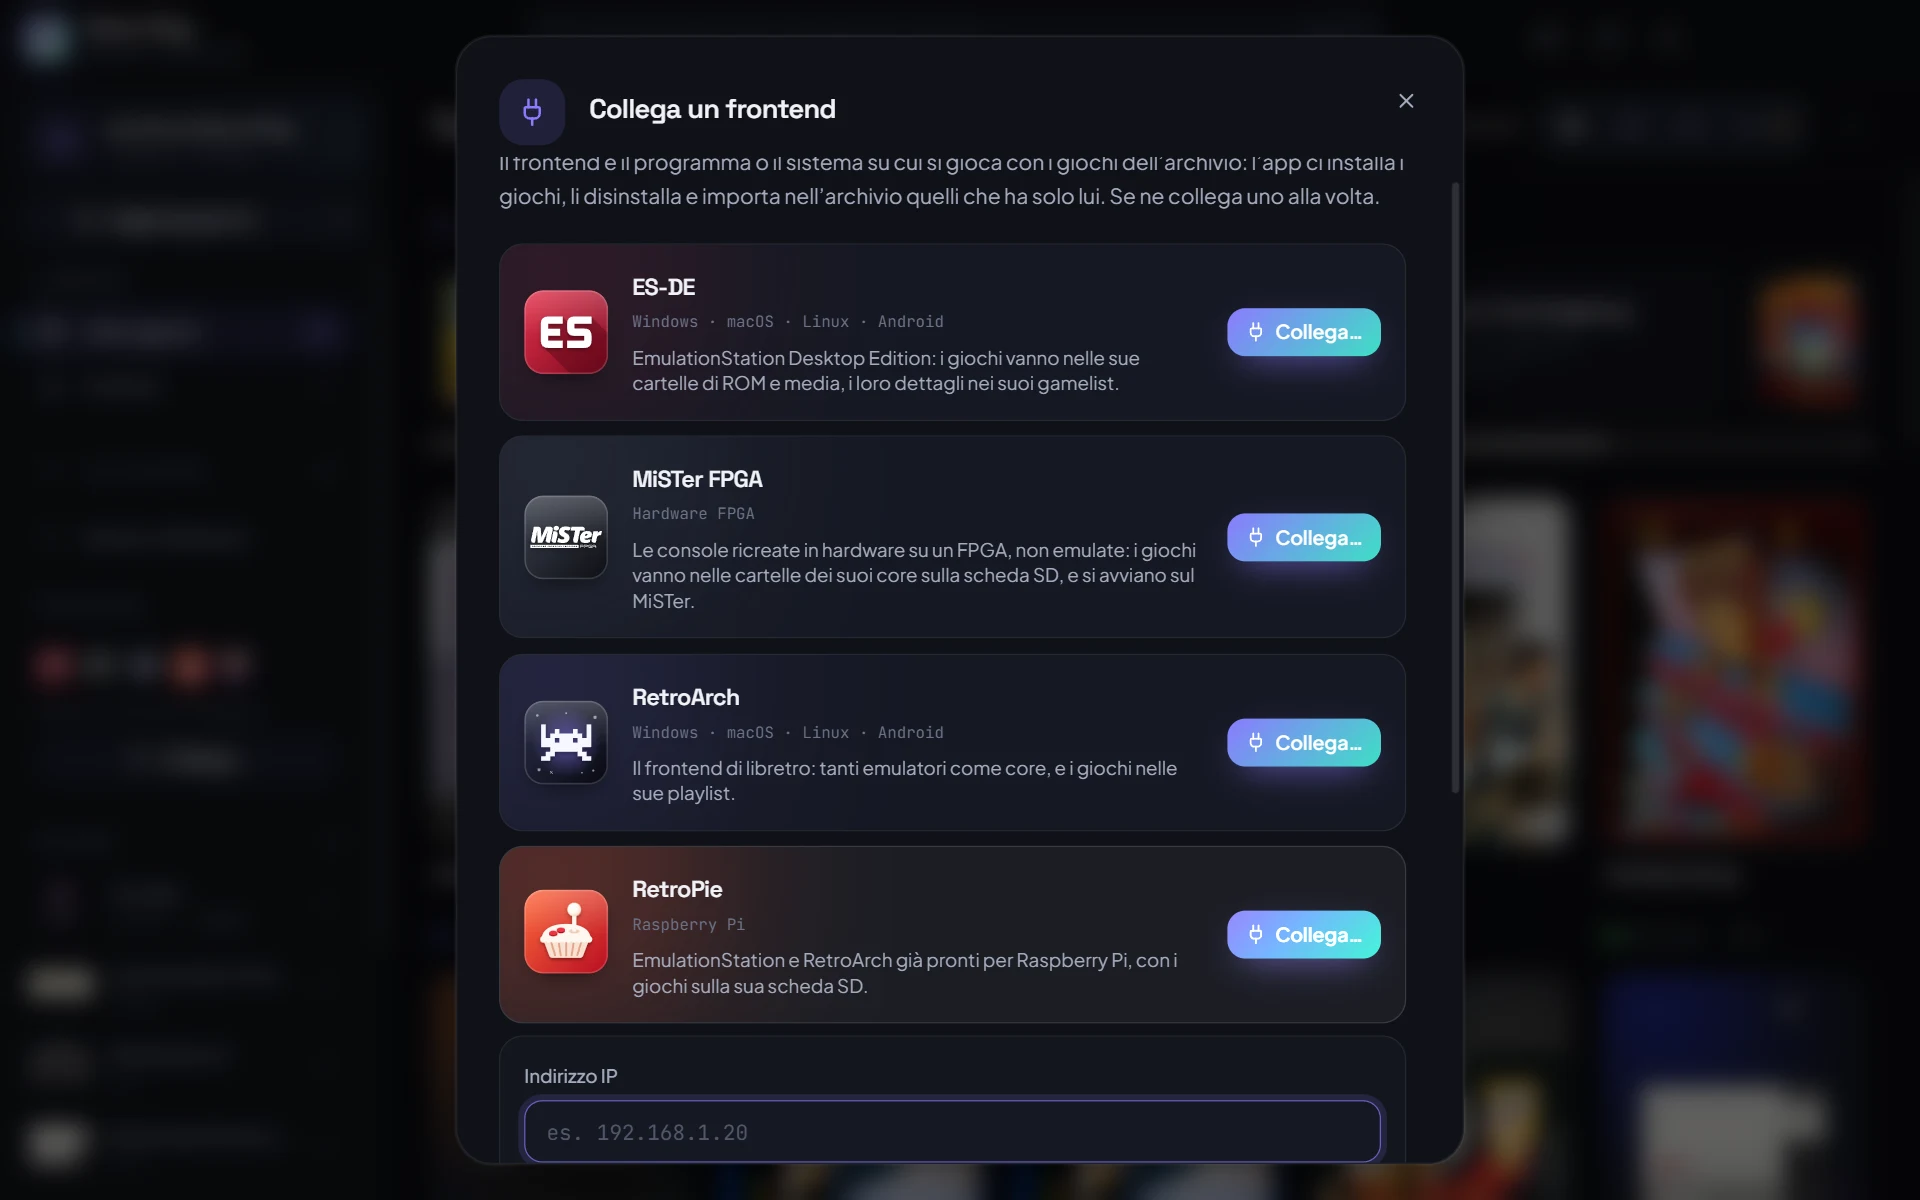 Collega un frontend
Il frontend è il programma o il sistema su cui si gioca con i giochi dell'archivio: l'app ci installa i
giochi, li disinstalla e importa nell'archivio quelli che ha solo lui. Se ne collega uno alla volta.
ES
ES-DE
Windows · macOS · Linux · Android
EmulationStation Desktop Edition: i giochi vanno nelle sue
cartelle di ROM e media, i loro dettagli nei suoi gamelist.
Collega…
MiSTer
FPGA
MiSTer FPGA
Hardware FPGA
Le console ricreate in hardware su un FPGA, non emulate: i giochi
vanno nelle cartelle dei suoi core sulla scheda SD, e si avviano sul
MiSTer.
Collega…
RetroArch
Windows · macOS · Linux · Android
Il frontend di libretro: tanti emulatori come core, e i giochi nelle
sue playlist.
Collega…
RetroPie
Raspberry Pi
EmulationStation e RetroArch già pronti per Raspberry Pi, con i
giochi sulla sua scheda SD.
Collega…
Indirizzo IP
es. 192.168.1.20